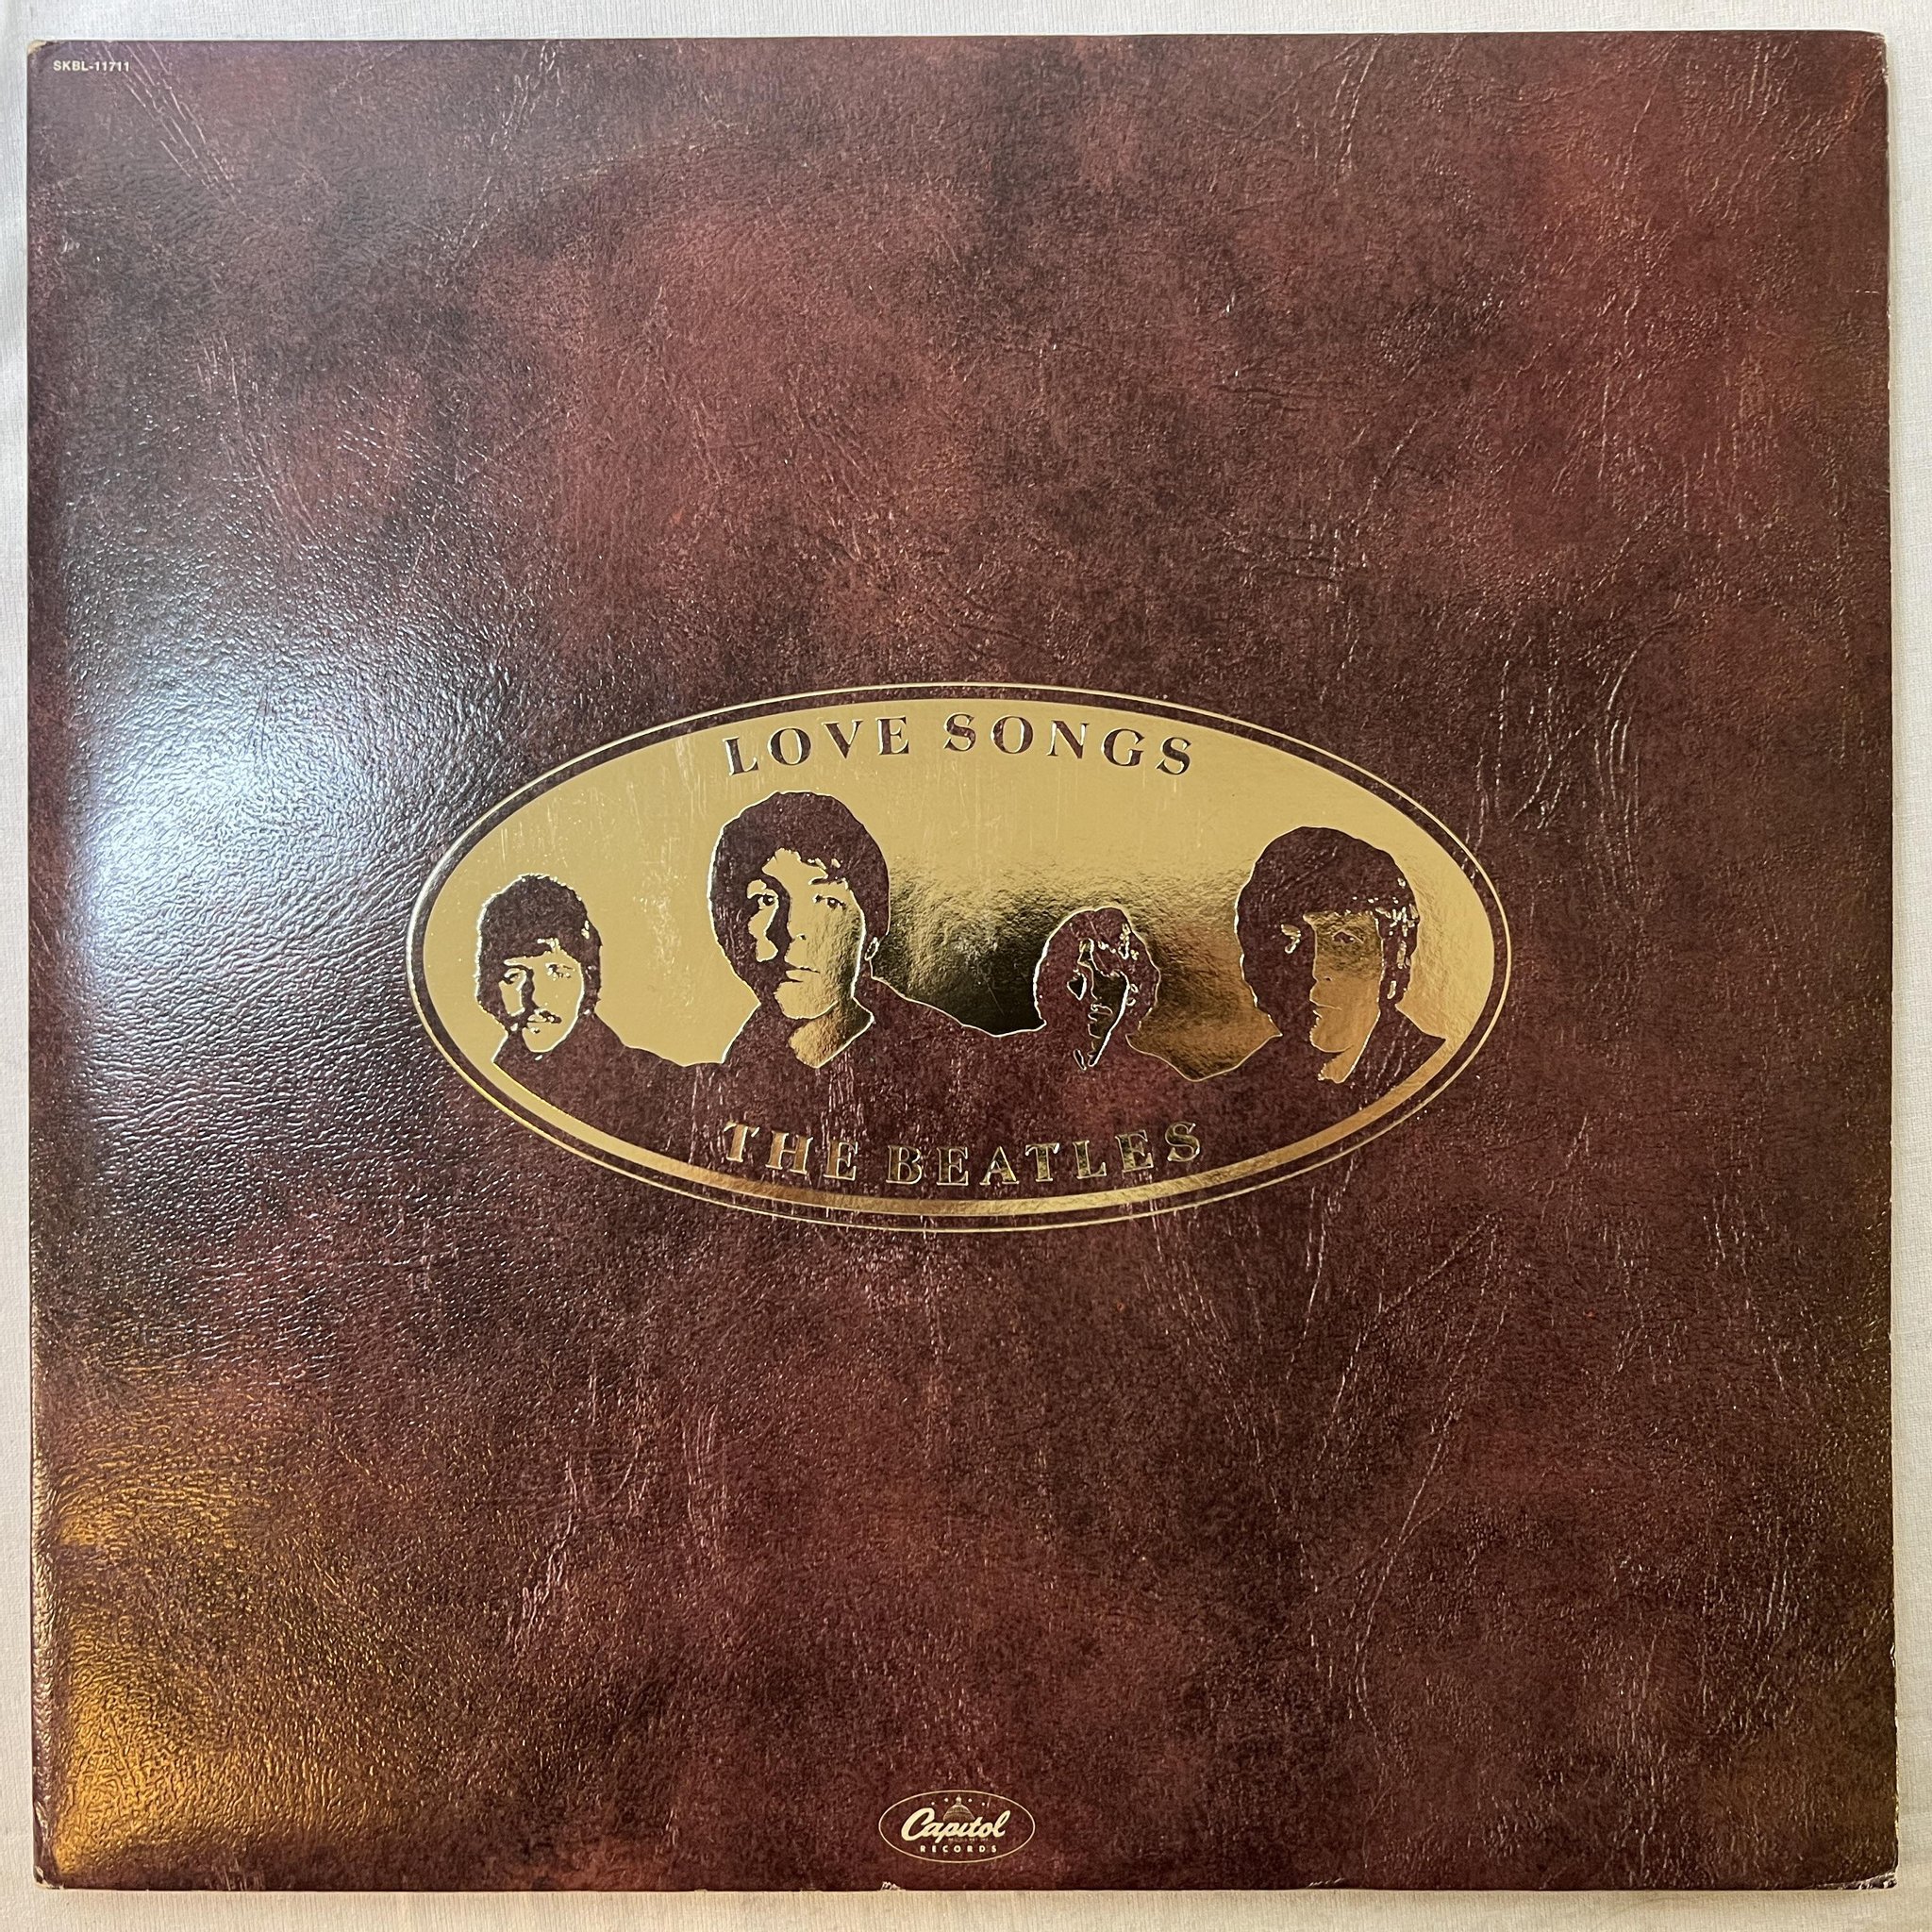 SKBL-11711
LOVE SONGS
THE BEATLES
Capitol
RECORDS